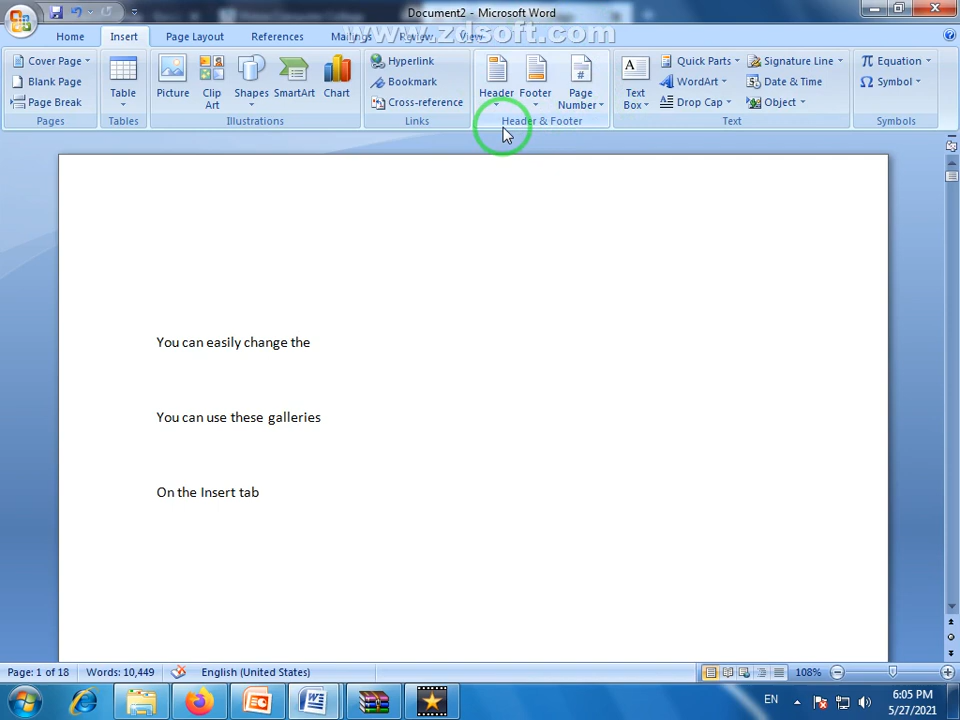 Document2 - Microsoft Word
Home Insert Page Layout References Mailings Review View
www.zdsoft.com
Cover Page
Blank Page
Page Break
Pages
Table
Tables
Picture
Clip
Art
Shapes
SmartArt
Chart
Illustrations
Hyperlink
Bookmark
Cross-reference
Links
Header
Footer
Page
Number
Header & Footer
A
Text
Box
Quick Parts
WordArt
Drop Cap
Signature Line
Date & Time
Object
Text
π Equation
Ω Symbol
Symbols
You can easily change the
You can use these galleries
On the Insert tab
Page: 1 of 18 Words: 10,449 English (United States) 108%
EN
6:05 PM
5/27/2021